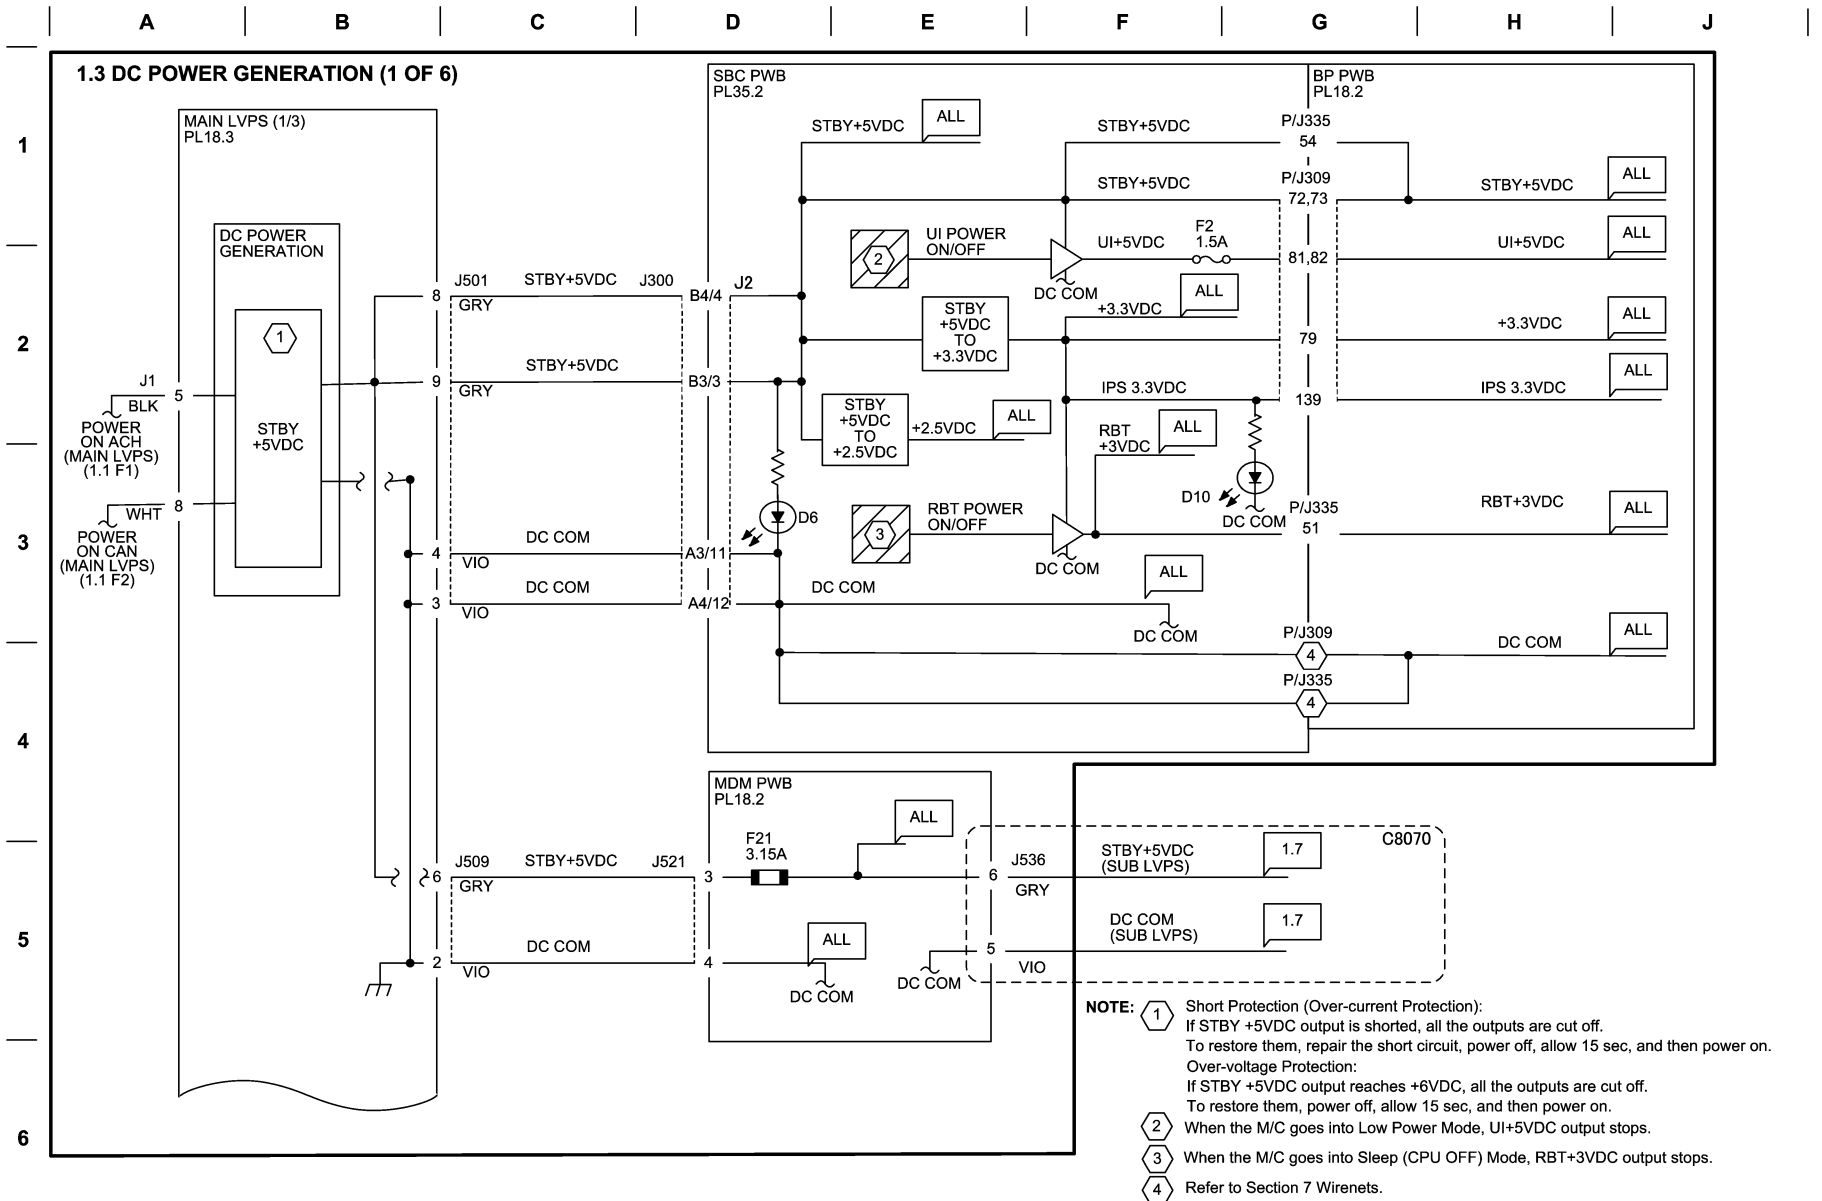 A B C D E F G H J
1.3 DC POWER GENERATION (1 OF 6)
1
2
3
4
5
6
MAIN LVPS (1/3)
PL18.3
DC POWER
GENERATION
1
STBY
+5VDC
J1
5
BLK
POWER
ON ACH
(MAIN LVPS)
(1.1 F1)
8
WHT
POWER
ON CAN
(MAIN LVPS)
(1.1 F2)
J501
8
GRY
STBY+5VDC
J300
B4/4
J2
9
GRY
STBY+5VDC
B3/3
4
VIO
DC COM
A3/11
3
VIO
DC COM
A4/12
J509
6
GRY
STBY+5VDC
J521
3
2
VIO
DC COM
4
SBC PWB
PL35.2
STBY+5VDC
ALL
STBY+5VDC
P/J335
54
STBY+5VDC
P/J309
72,73
2
UI POWER
ON/OFF
DC COM
UI+5VDC
F2
1.5A
81,82
STBY
+5VDC
TO
+3.3VDC
+3.3VDC
ALL
79
IPS 3.3VDC
139
STBY
+5VDC
TO
+2.5VDC
+2.5VDC
ALL
RBT
+3VDC
ALL
D6
D10
DC COM
3
RBT POWER
ON/OFF
DC COM
P/J335
51
DC COM
ALL
DC COM
P/J309
4
P/J335
4
BP PWB
PL18.2
STBY+5VDC
ALL
UI+5VDC
ALL
+3.3VDC
ALL
IPS 3.3VDC
ALL
RBT+3VDC
ALL
DC COM
ALL
MDM PWB
PL18.2
F21
3.15A
ALL
ALL
DC COM
DC COM
6
J536
GRY
5
VIO
STBY+5VDC
(SUB LVPS)
1.7
C8070
DC COM
(SUB LVPS)
1.7
NOTE: 1 Short Protection (Over-current Protection):
If STBY +5VDC output is shorted, all the outputs are cut off.
To restore them, repair the short circuit, power off, allow 15 sec, and then power on.
Over-voltage Protection:
If STBY +5VDC output reaches +6VDC, all the outputs are cut off.
To restore them, power off, allow 15 sec, and then power on.
2 When the M/C goes into Low Power Mode, UI+5VDC output stops.
3 When the M/C goes into Sleep (CPU OFF) Mode, RBT+3VDC output stops.
4 Refer to Section 7 Wirenets.